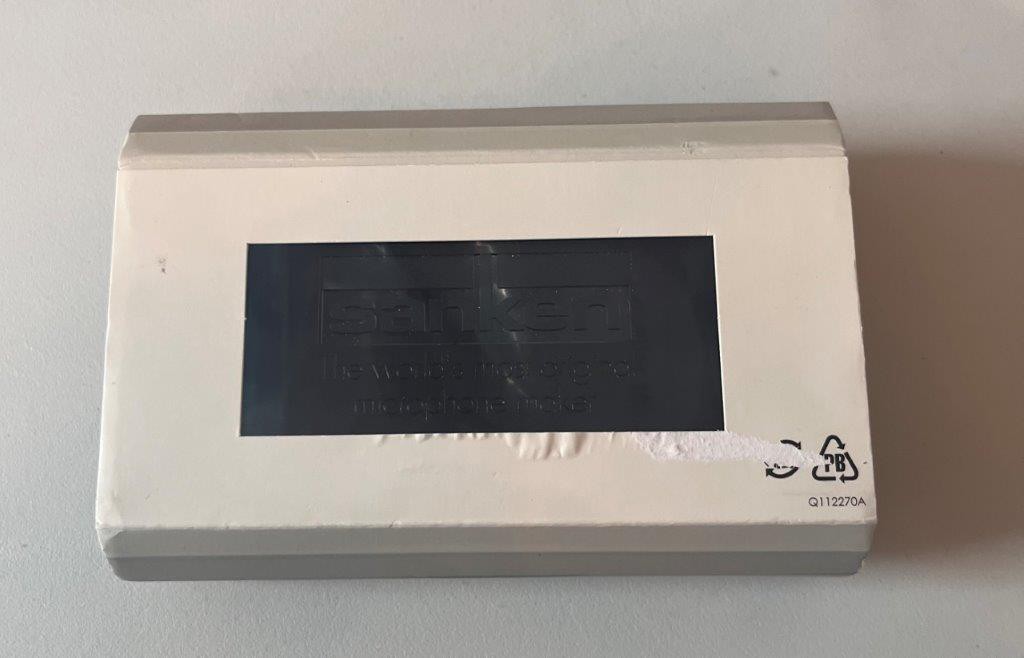 sanken
The world's most original
microphone maker
PB
Q112270A